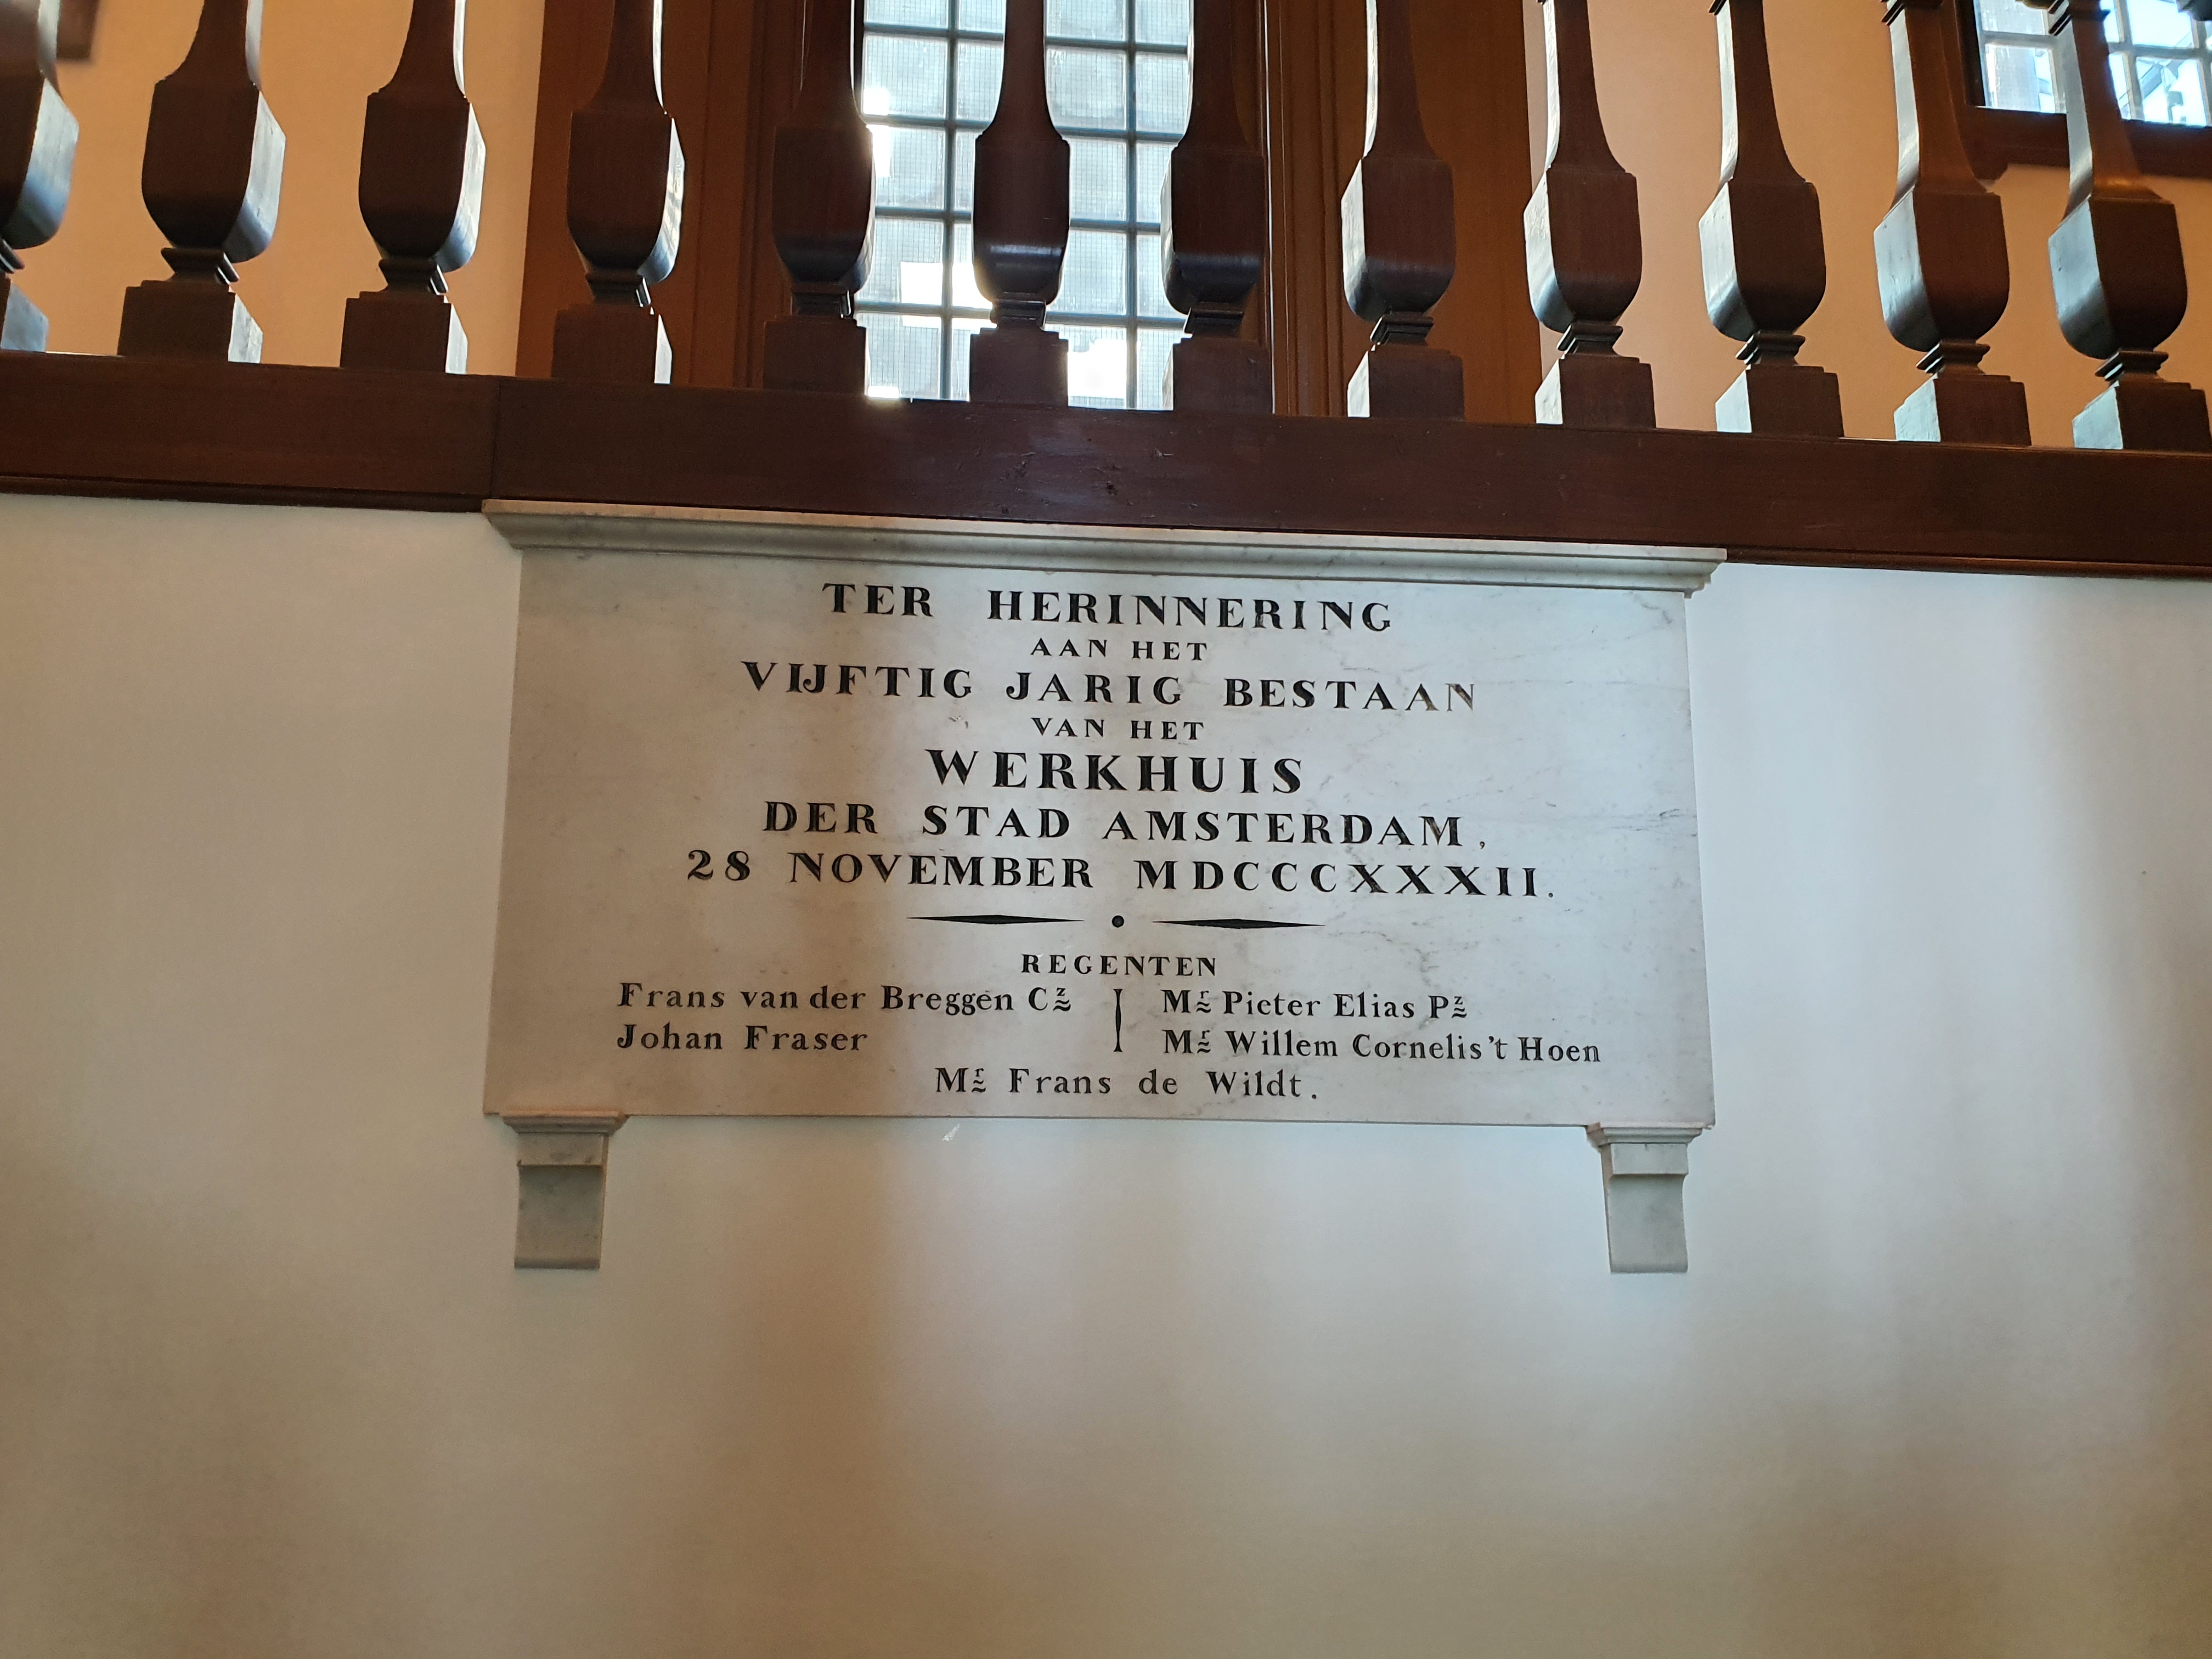 TER HERINNERING
AAN HET
VIJFTIG JARIG BESTAAN
VAN HET
WERKHUIS
DER STAD AMSTERDAM,
28 NOVEMBER MDCCCXXXII.
REGENTEN
Frans van der Breggen Cz
Mr Pieter Elias Pz
Johan Fraser
Mr Willem Cornelis 't Hoen
Mr Frans de Wildt.